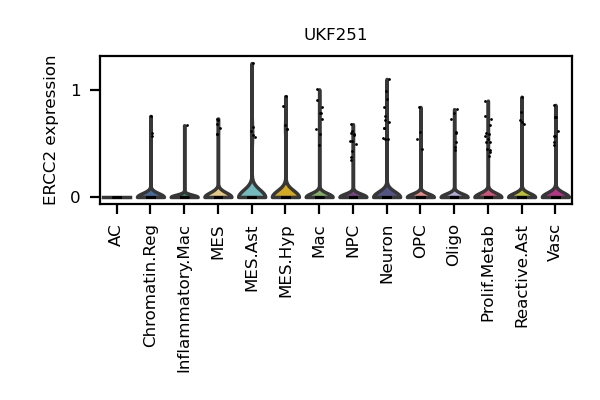 UKF251
ERCC2 expression
1
0
AC
Chromatin.Reg
Inflammatory.Mac
MES
MES.Ast
MES.Hyp
Mac
NPC
Neuron
OPC
Oligo
Prolif.Metab
Reactive.Ast
Vasc